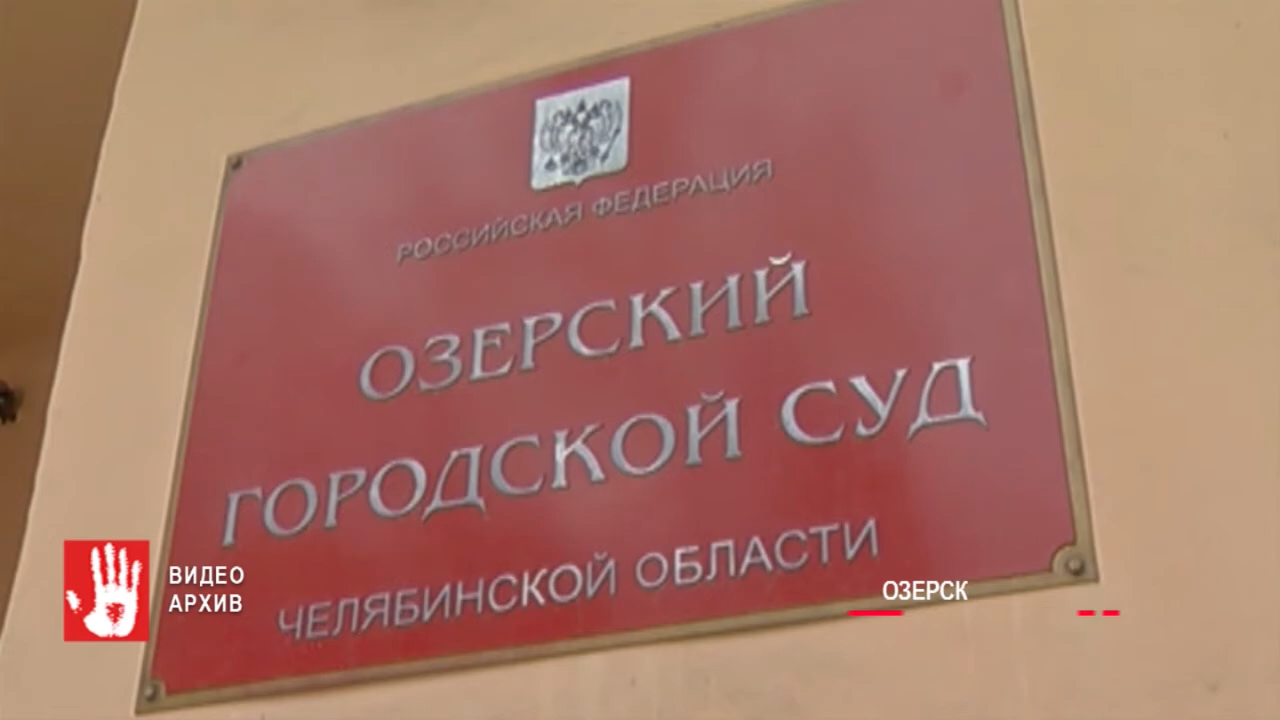 РОССИЙСКАЯ ФЕДЕРАЦИЯ
ОЗЕРСКИЙ
ГОРОДСКОЙ СУД
ЧЕЛЯБИНСКОЙ ОБЛАСТИ
ВИДЕО
АРХИВ
ОЗЕРСК